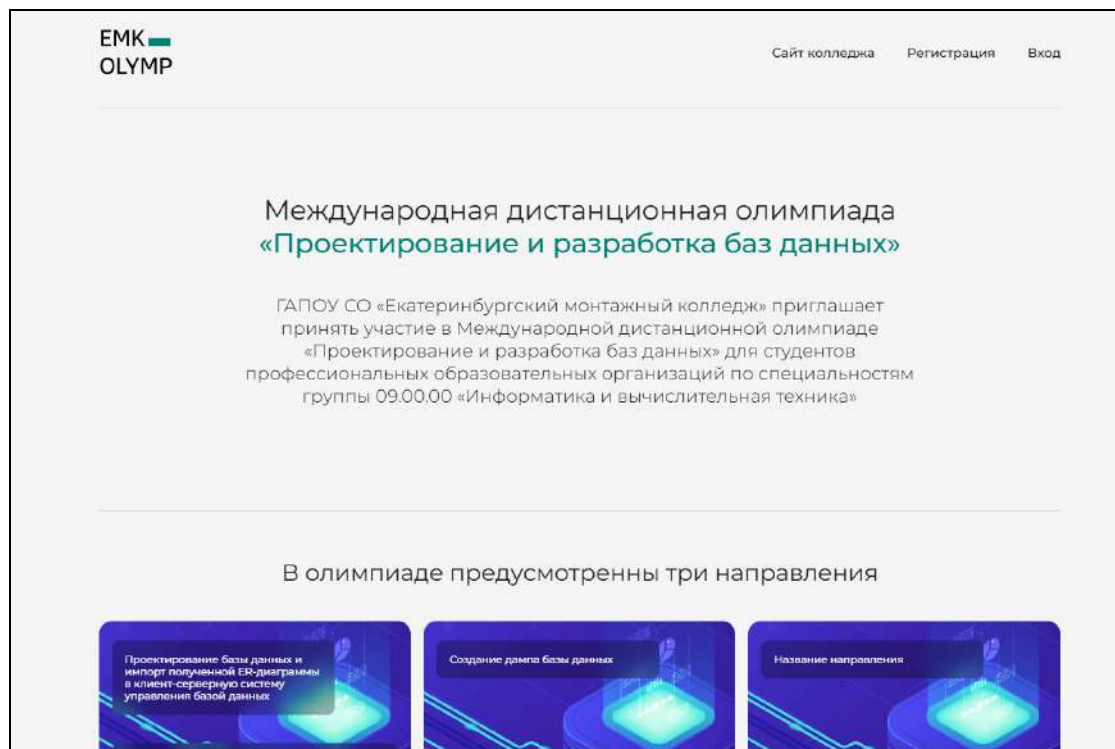 EMK
OLYMP
Сайт колледжа Регистрация Вход
Международная дистанционная олимпиада
«Проектирование и разработка баз данных»
ГАПОУ СО «Екатеринбургский монтажный колледж» приглашает
принять участие в Международной дистанционной олимпиаде
«Проектирование и разработка баз данных» для студентов
профессиональных образовательных организаций по специальностям
группы 09.00.00 «Информатика и вычислительная техника»
В олимпиаде предусмотренны три направления
Проектирование базы данных и
импорт полученной ER-диаграммы
в клиент-серверную систему
управления базой данных
Создание дампа базы данных
Название направления